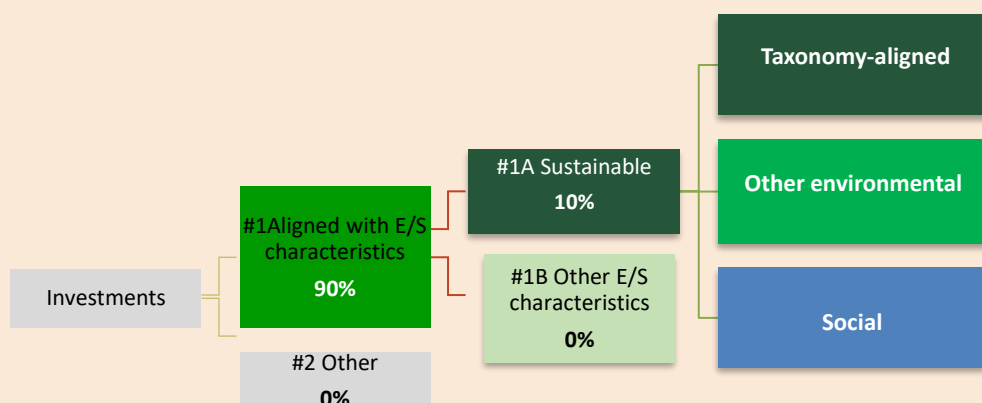 Investments
#1Aligned with E/S
characteristics
90%
#2 Other
0%
#1A Sustainable
10%
#1B Other E/S
characteristics
0%
Taxonomy-aligned
Other environmental
Social